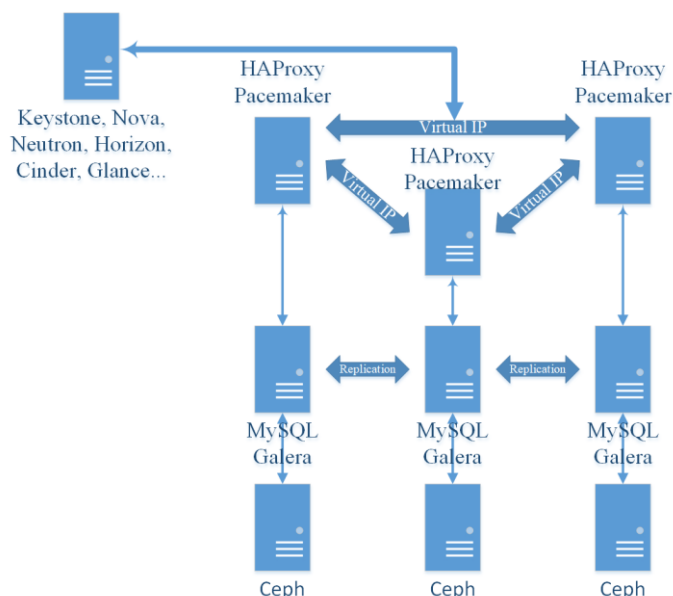 HAProxy
Pacemaker
HAProxy
Pacemaker
Keystone, Nova,
Neutron, Horizon,
Cinder, Glance...
Virtual IP
HAProxy
Pacemaker
Virtual IP
Virtual IP
Replication
Replication
MySQL
Galera
MySQL
Galera
MySQL
Galera
Ceph
Ceph
Ceph